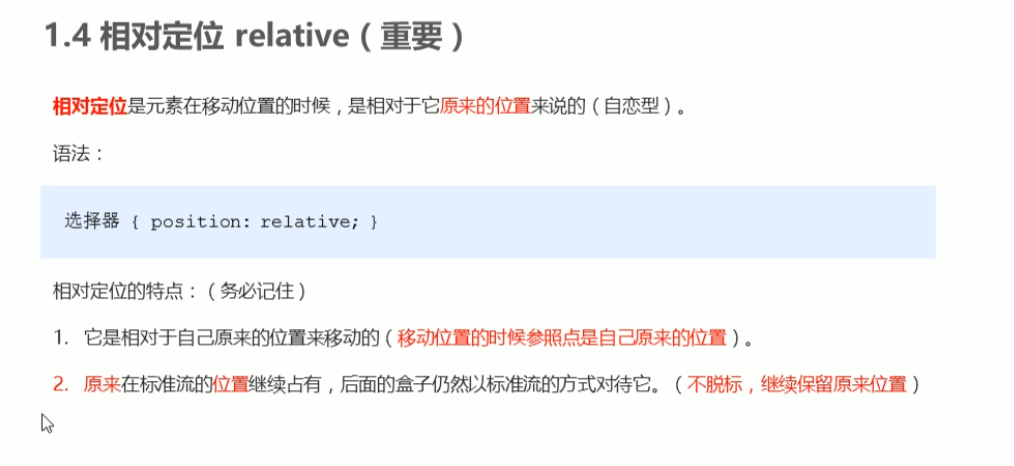 1.4 相对定位 relative（重要）
相对定位是元素在移动位置的时候，是相对于它原来的位置来说的（自恋型）。
语法：
选择器 { position: relative; }
相对定位的特点：（务必记住）
1. 它是相对于自己原来的位置来移动的（移动位置的时候参照点是自己原来的位置）。
2. 原来在标准流的位置继续占有，后面的盒子仍然以标准流的方式对待它。（不脱标，继续保留原来位置）